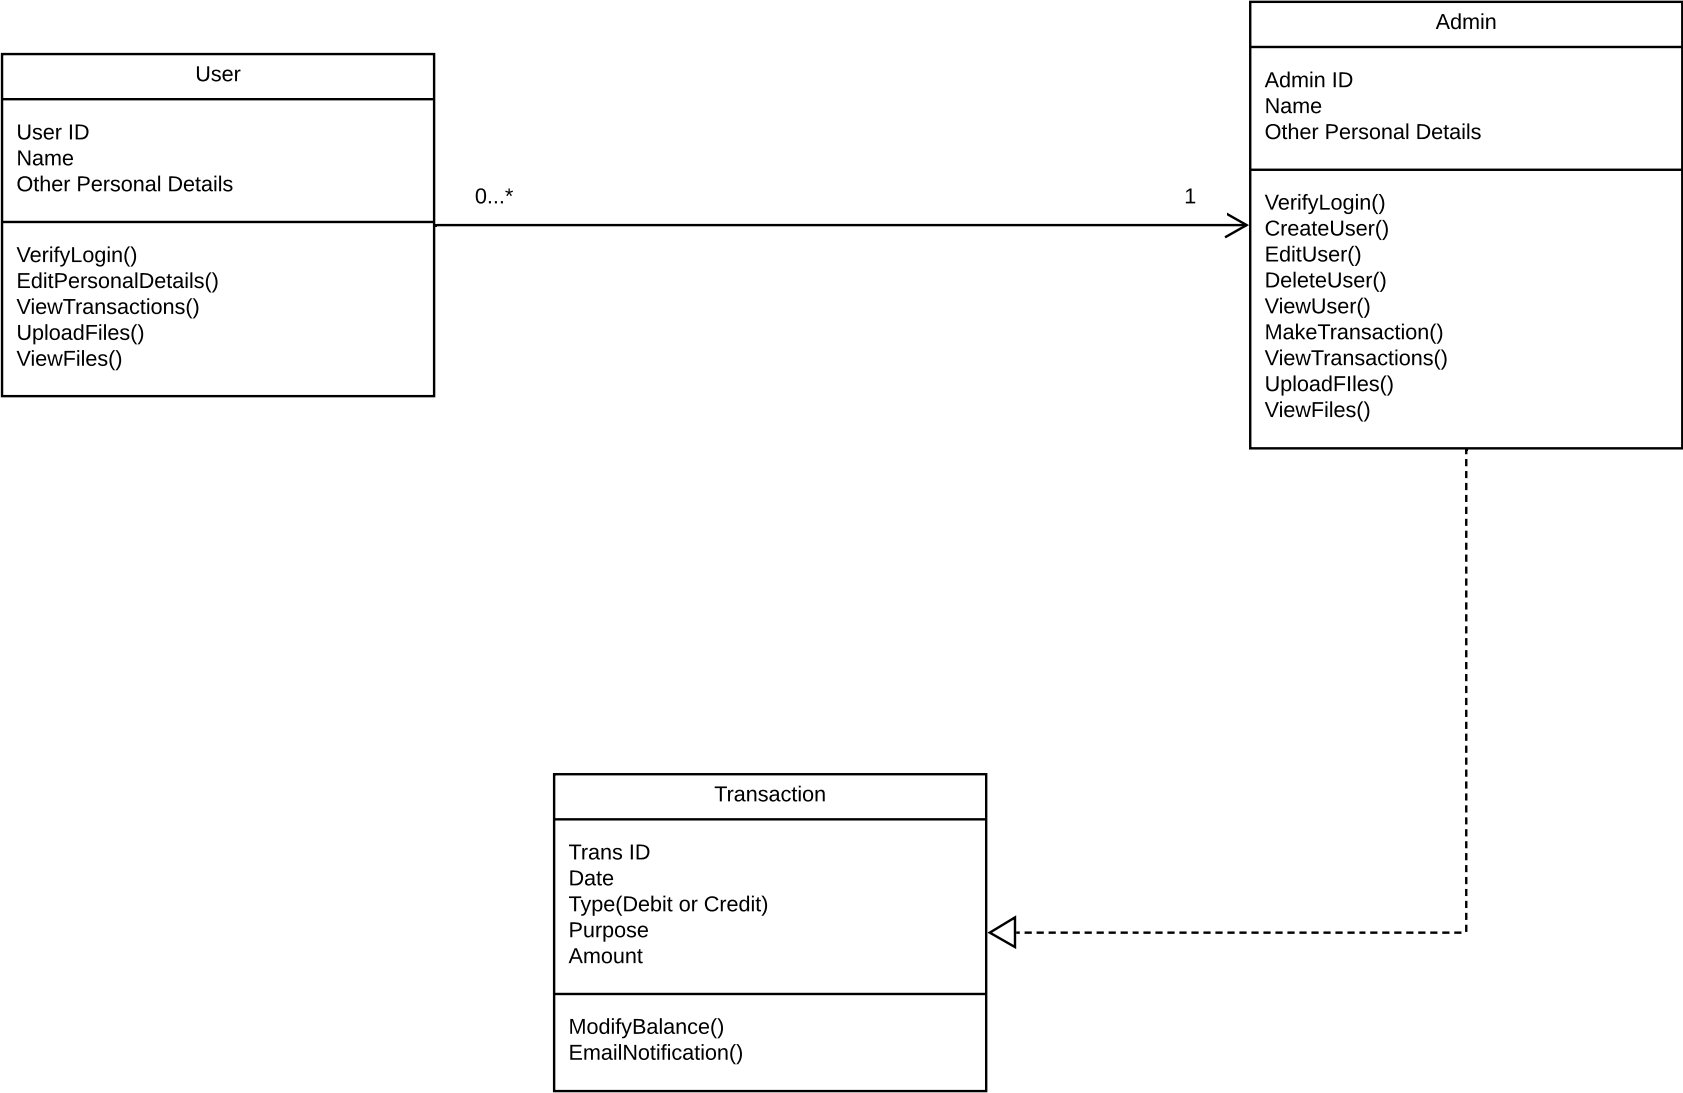 User
User ID
Name
Other Personal Details
VerifyLogin()
EditPersonalDetails()
ViewTransactions()
UploadFiles()
ViewFiles()
0...*
1
Admin
Admin ID
Name
Other Personal Details
VerifyLogin()
CreateUser()
EditUser()
DeleteUser()
ViewUser()
MakeTransaction()
ViewTransactions()
UploadFIles()
ViewFiles()
Transaction
Trans ID
Date
Type(Debit or Credit)
Purpose
Amount
ModifyBalance()
EmailNotification()